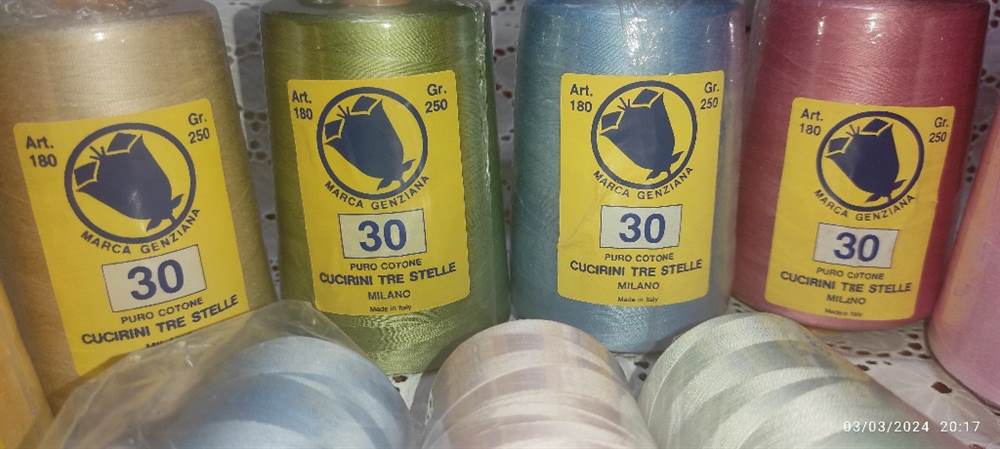 Art. 180
Gr. 250
MARCA GENZIANA
30
PURO COTONE
CUCIRINI TRE STELLE
Art. 180
Gr. 250
MARCA GENZIANA
30
PURO COTONE
CUCIRINI TRE STELLE
MILANO
Made in Italy
Art. 180
Gr. 250
MARCA GENZIANA
30
PURO COTONE
CUCIRINI TRE STELLE
MILANO
Made in Italy
Art. 180
Gr. 250
MARCA GENZIANA
30
PURO COTONE
CUCIRINI TRE STELLE
MILANO
Made in Italy
03/03/2024 20:17